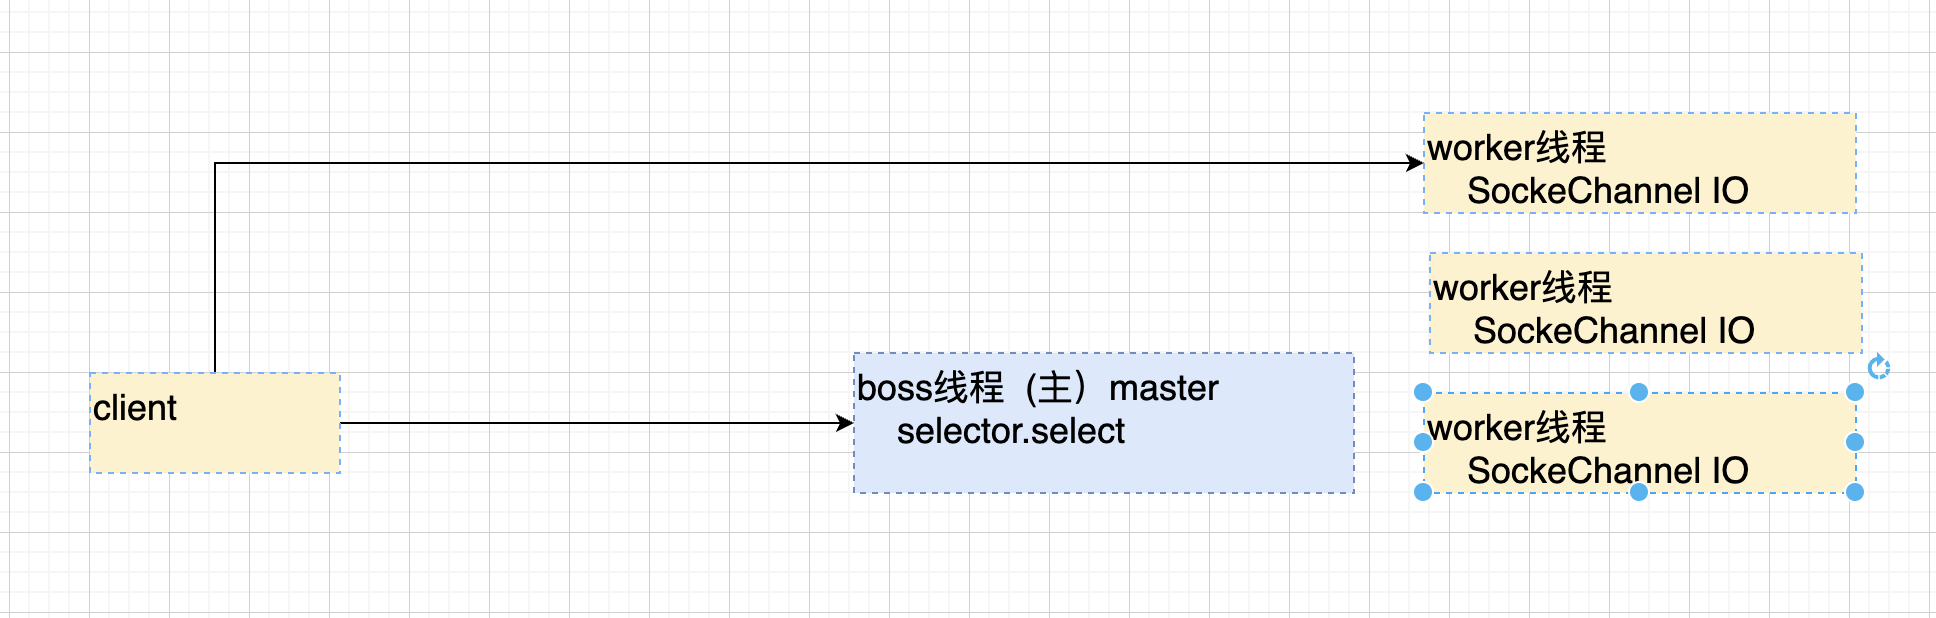 worker线程
SockeChannel IO
worker线程
SockeChannel IO
client
boss线程（主）master
selector.select
worker线程
SockeChannel IO